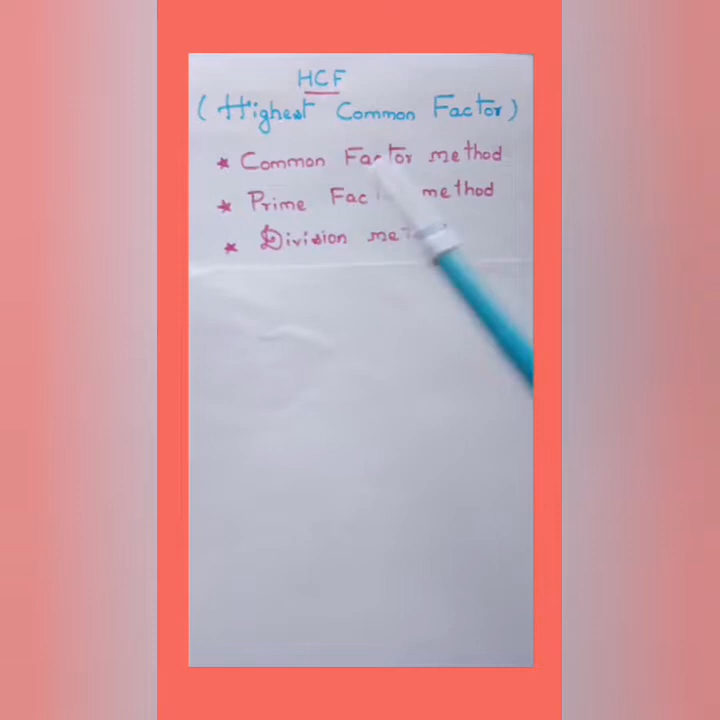 HCF
(Highest Common Factor)
★ Common Factor method
★ Prime method
★ Division